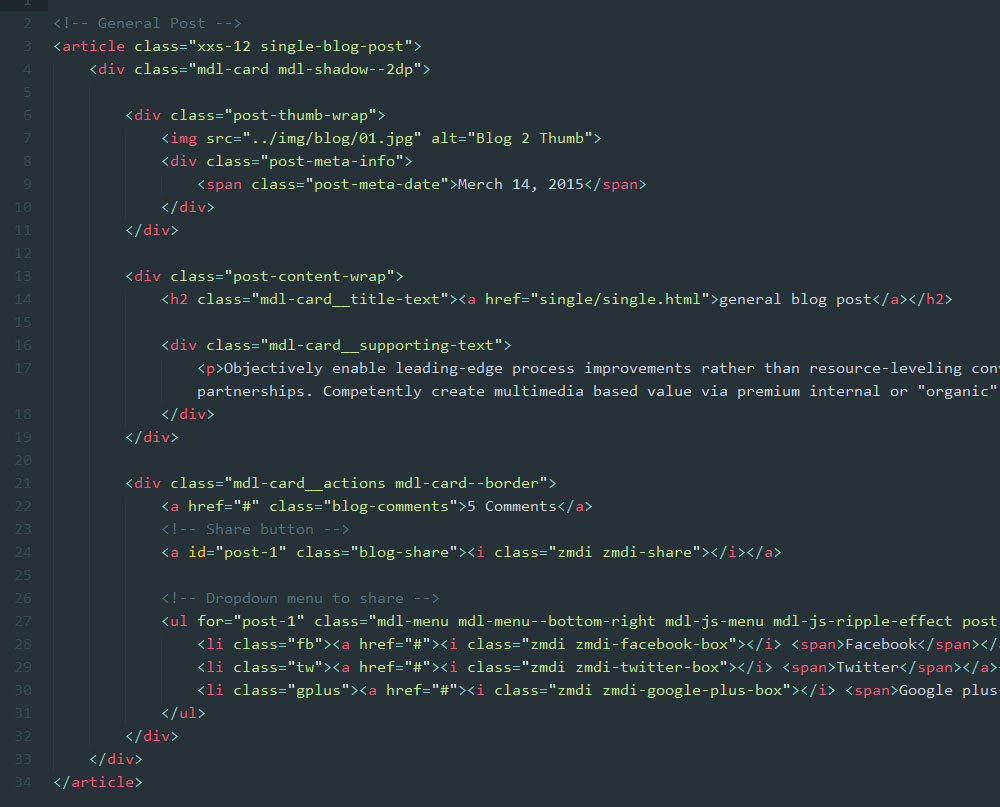 1
2 <!-- General Post -->
3 <article class="xxs-12 single-blog-post">
4 <div class="mdl-card mdl-shadow--2dp">
5
6 <div class="post-thumb-wrap">
7 <img src="../img/blog/01.jpg" alt="Blog 2 Thumb">
8 <div class="post-meta-info">
9 <span class="post-meta-date">Merch 14, 2015</span>
10 </div>
11 </div>
12
13 <div class="post-content-wrap">
14 <h2 class="mdl-card__title-text"><a href="single/single.html">general blog post</a></h2>
15
16 <div class="mdl-card__supporting-text">
17 <p>Objectively enable leading-edge process improvements rather than resource-leveling
partnerships. Competently create multimedia based value via premium internal or "organic"
18 </div>
19 </div>
20
21 <div class="mdl-card__actions mdl-card--border">
22 <a href="#" class="blog-comments">5 Comments</a>
23 <!-- Share button -->
24 <a id="post-1" class="blog-share"><i class="zmdi zmdi-share"></i></a>
25
26 <!-- Dropdown menu to share -->
27 <ul for="post-1" class="mdl-menu mdl-menu--bottom-right mdl-js-menu mdl-js-ripple-effect post
28 <li class="fb"><a href="#"><i class="zmdi zmdi-facebook-box"></i> <span>Facebook</span></
29 <li class="tw"><a href="#"><i class="zmdi zmdi-twitter-box"></i> <span>Twitter</span></a>
30 <li class="gplus"><a href="#"><i class="zmdi zmdi-google-plus-box"></i> <span>Google plus
31 </ul>
32 </div>
33 </div>
34 </article>